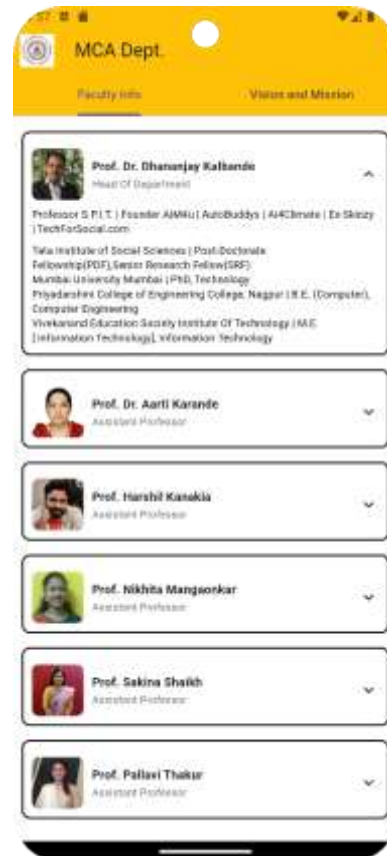 :57
MCA Dept.
Faculty Info
Vision and Mission
Prof. Dr. Dhananjay Kalbande
Head Of Department
Professor S.P.I.T. | Founder AIM4u | AutoBuddys | Ai4Climate | Ex Skinzy
| TechForSocial.com
Tata Institute of Social Sciences | Post-Doctorate
Fellowship(PDF),Senior Research Fellow(SRF)
Mumbai University Mumbai | PhD, Technology
Priyadarshini College of Engineering College, Nagpur | B.E. (Computer),
Computer Engineering
Vivekanand Education Society Institute Of Technology | M.E.
[Information Technology], Information Technology
Prof. Dr. Aarti Karande
Assistant Professor
Prof. Harshil Kanakia
Assistant Professor
Prof. Nikhita Mangaonkar
Assistant Professor
Prof. Sakina Shaikh
Assistant Professor
Prof. Pallavi Thakur
Assistant Professor